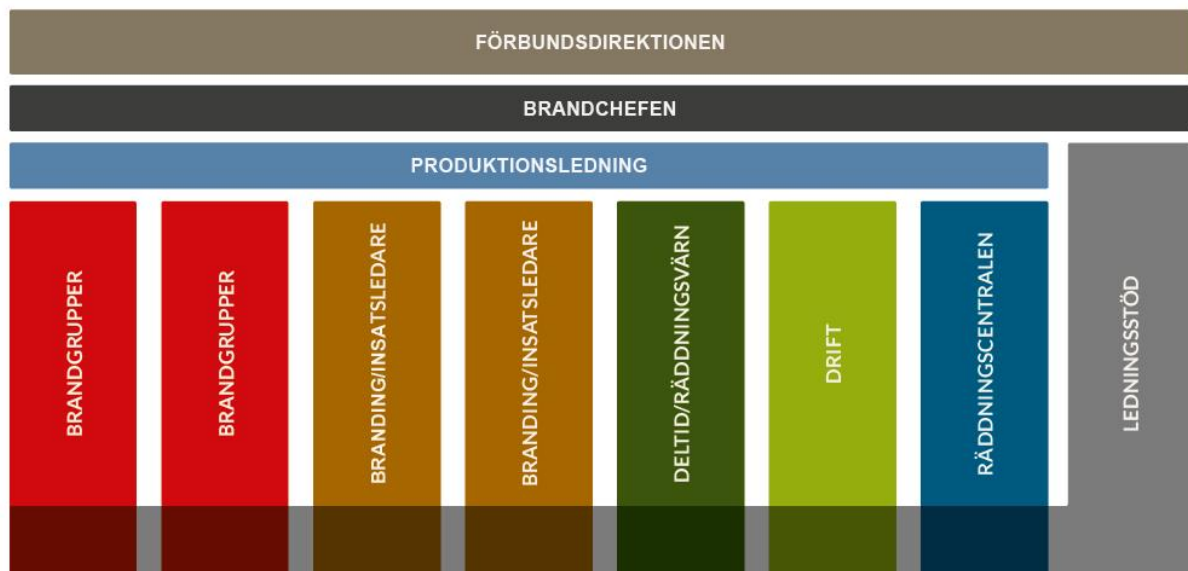 FÖRBUNDSDIREKTIONEN
BRANDCHEFEN
PRODUKTIONSLEDNING
BRANDGRUPPER
BRANDGRUPPER
BRANDING/INSATSLEDARE
BRANDING/INSATSLEDARE
DELTID/RÄDDNINGSVÄRN
DRIFT
RÄDDNINGSCENTRALEN
LEDNINGSSTÖD